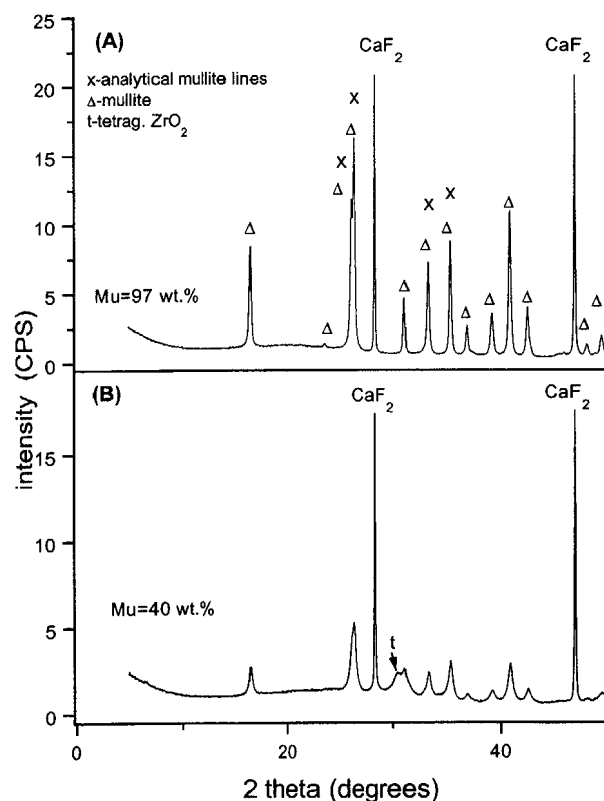 (A)
CaF2
CaF2
x-analytical mullite lines
Δ-mullite
t-tetrag. ZrO2
x
Δ
x
Δ
x
Δ
x
Δ
Δ
Δ
Δ
Δ
Δ
Δ
Δ
Δ
Δ
Mu=97 wt.%
25
20
15
10
5
0
(B)
CaF2
CaF2
Mu=40 wt.%
t
15
10
5
0
intensity (CPS)
0
20
40
2 theta (degrees)